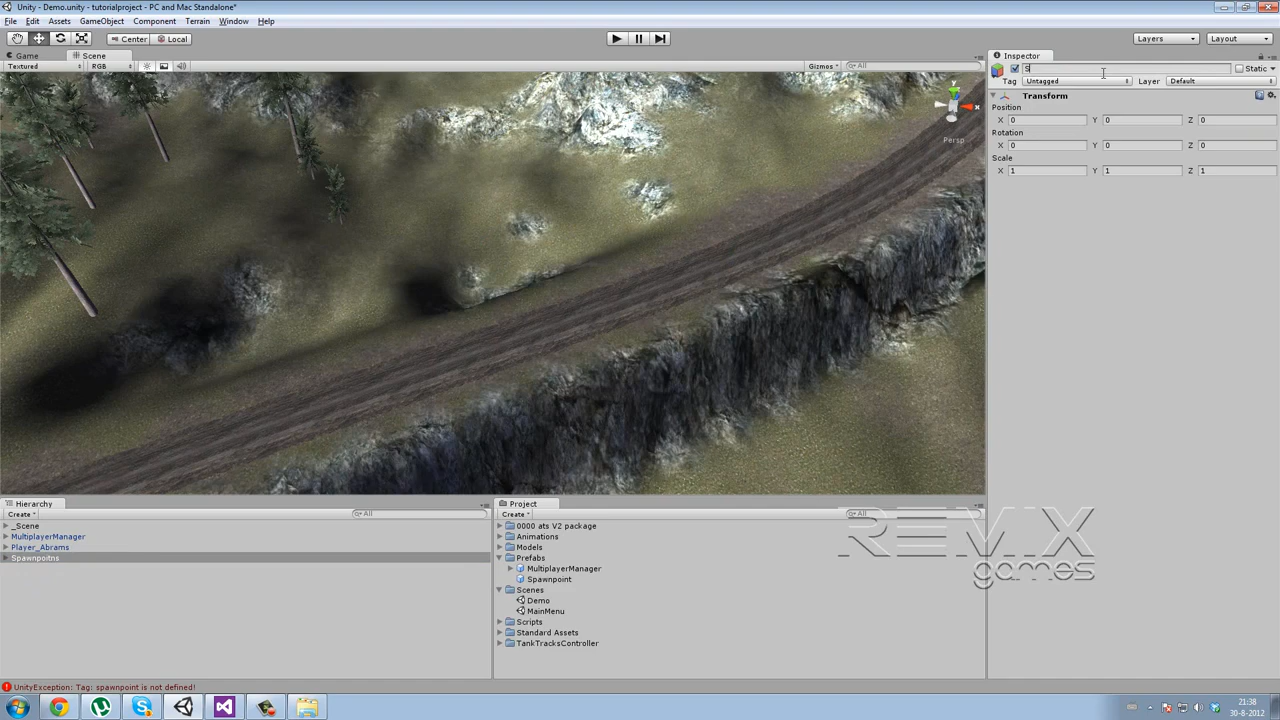 Unity - Demo.unity - tutorialproject - PC and Mac Standalone*
File Edit Assets GameObject Component Terrain Window Help
Center Local Layers Layout
Game Scene Inspector
Textured RGB Gizmos All S Static
Tag Untagged Layer Default
Transform
Position
X 0 Y 0 Z 0
Rotation
X 0 Y 0 Z 0
Scale
X 1 Y 1 Z 1
Persp
Hierarchy Project
Create All Create All
_Scene
MultiplayerManager
Player_Abrams
Spawnpoitns
0000 ats V2 package
Animations
Models
Prefabs
MultiplayerManager
Spawnpoint
Scenes
Demo
MainMenu
Scripts
Standard Assets
TankTracksController
REMIX
games
UnityException: Tag: spawnpoint is not defined!
21:38
30-8-2012